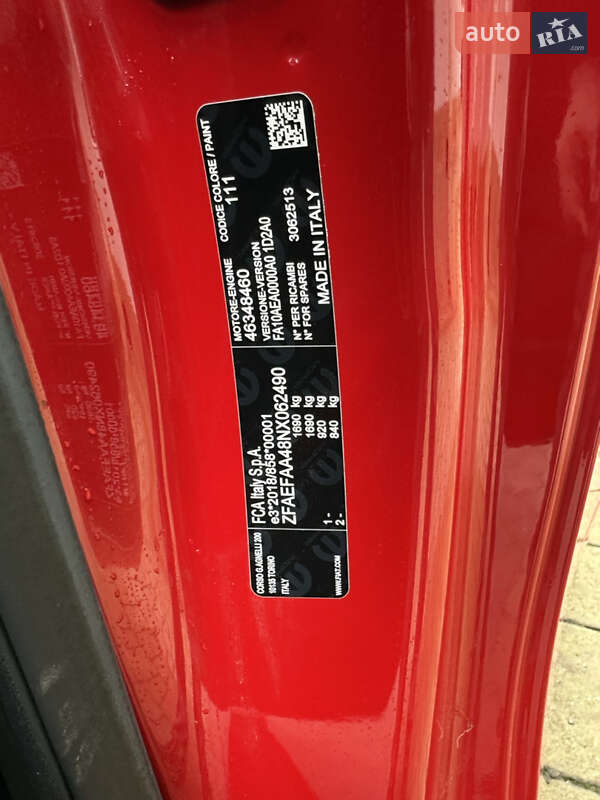 auto RIA
.com
CORSO G.AGNELLI 200
10135 TORINO
ITALY
WWW.FIAT.COM
FCA Italy S.p.A.
e3*2018/858*00001
ZFAEFAA48NX062490
1690 kg
1690 kg
1- 920 kg
2- 840 kg
MOTORE-ENGINE
46348460
VERSIONE-VERSION
FA10AEA0000A0 1D2A0
N° PER RICAMBI
N° FOR SPARES 3062513
MADE IN ITALY
CODICE COLORE / PAINT
111